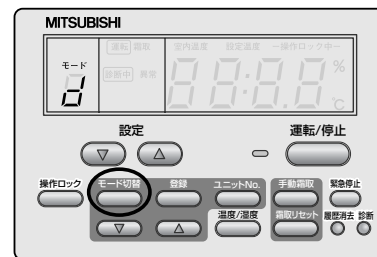 MITSUBISHI
運転 霜取 室内温度 設定温度 −操作ロック中−
モード
診断中 異常
d 88:8.8 %
℃
設定 運転/停止
▽ △
操作ロック モード切替 登録 ユニットNo. 手動霜取 緊急停止
温度/湿度 霜取リセット 履歴消去 診断
▽ △